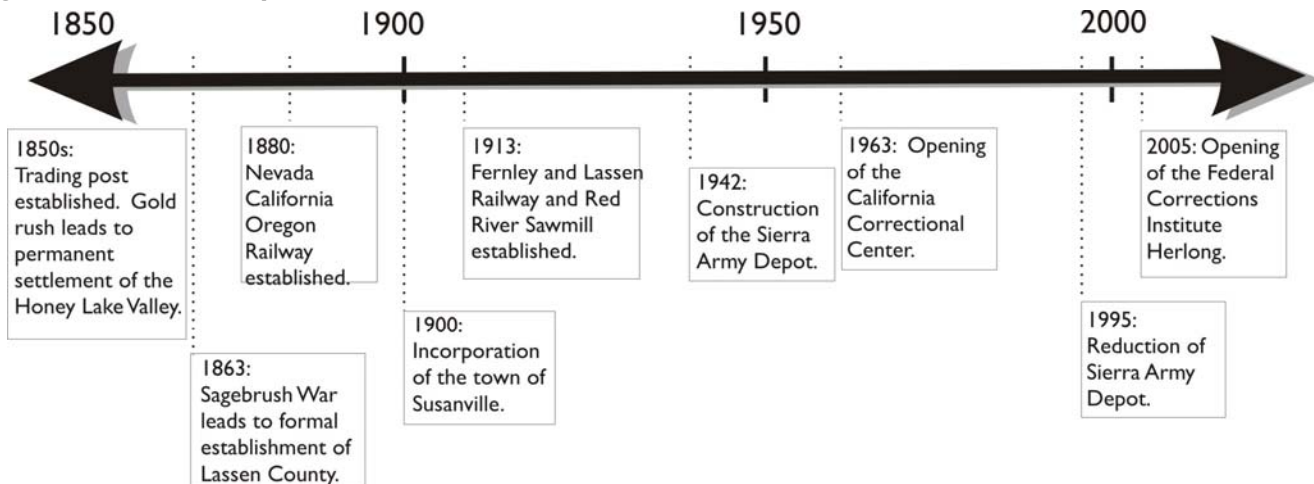 1850
1900
1950
2000
1850s:
Trading post
established. Gold
rush leads to
permanent
settlement of the
Honey Lake Valley.
1863:
Sagebrush War
leads to formal
establishment of
Lassen County.
1880:
Nevada
California
Oregon
Railway
established.
1900:
Incorporation
of the town of
Susanville.
1913:
Fernley and Lassen
Railway and Red
River Sawmill
established.
1942:
Construction
of the Sierra
Army Depot.
1963: Opening
of the
California
Correctional
Center.
1995:
Reduction of
Sierra Army
Depot.
2005: Opening
of the Federal
Corrections
Institute
Herlong.